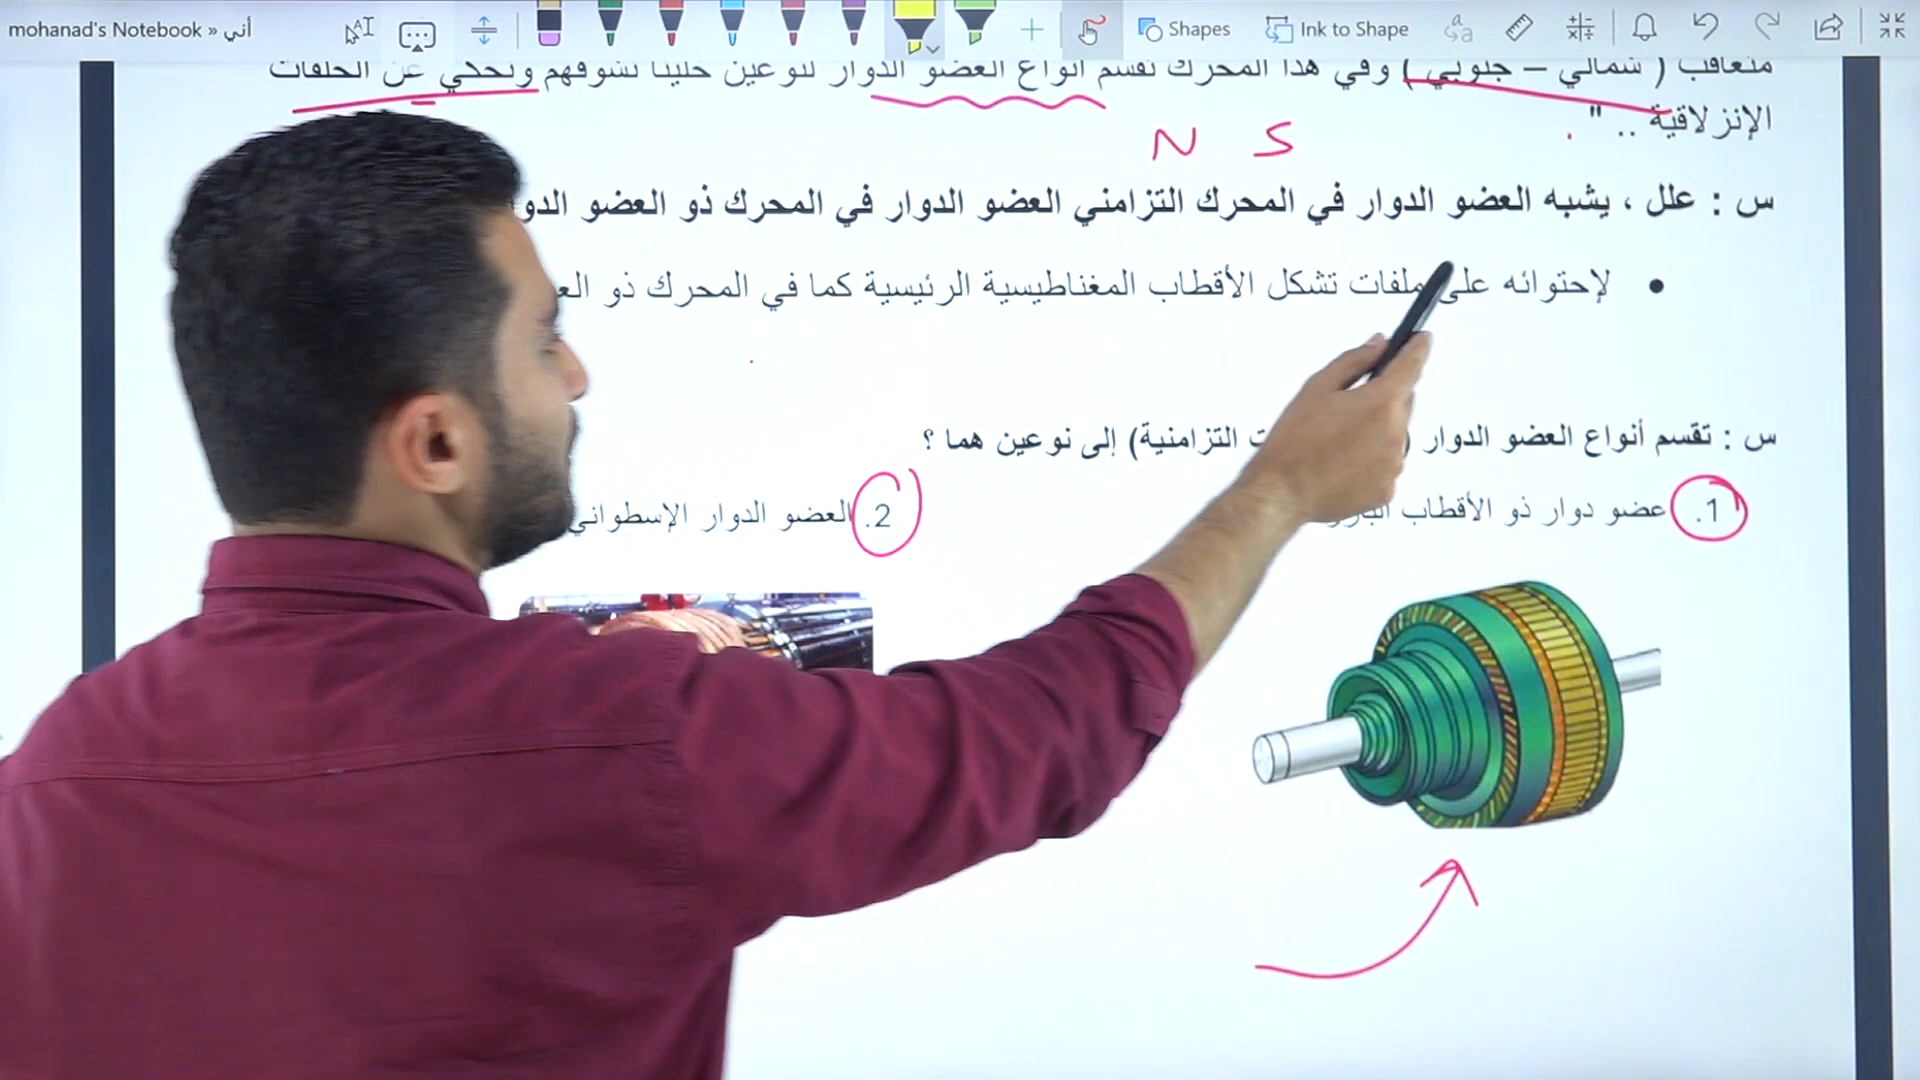 mohanad's Notebook » أني
Shapes
Ink to Shape
متعاقب ( شمالي – جنوبي ) وفي هذا المحرك تقسم أنواع العضو الدوار لنوعين خلينا نشوفهم ونحكي عن الحلقات
الإنزلاقية .. "
N S
س : علل ، يشبه العضو الدوار في المحرك التزامني العضو الدوار في المحرك ذو العضو
• لإحتوائه على ملفات تشكل الأقطاب المغناطيسية الرئيسية كما في المحرك ذو
س : تقسم أنواع العضو الدوار ( التزامنية) إلى نوعين هما ؟
1. عضو دوار ذو الأقطاب
2. العضو الدوار الإسطواني